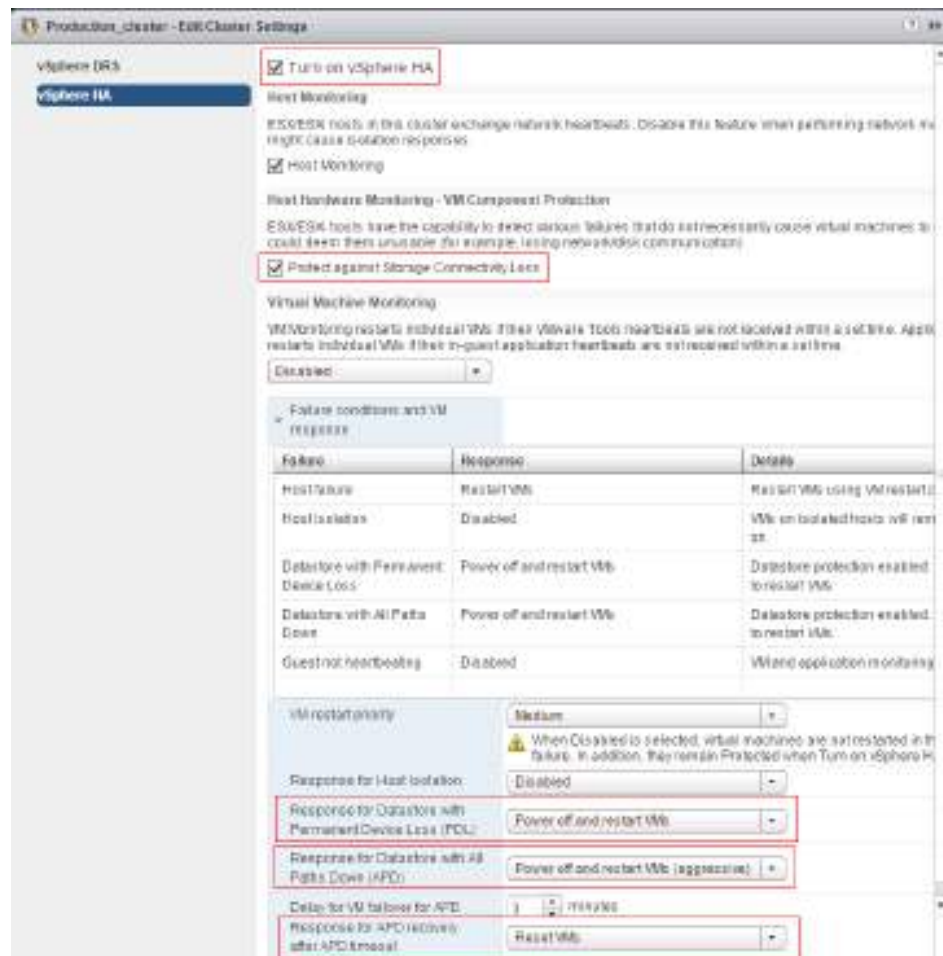 Production_cluster - Edit Cluster Settings
vSphere DRS
vSphere HA
Turn on vSphere HA
Host Monitoring
ESX/ESXi hosts in this cluster exchange network heartbeats. Disable this feature when performing network
might cause isolation responses.
Host Monitoring
Host Hardware Monitoring - VM Component Protection
ESX/ESXi hosts have the capability to detect various failures that do not necessarily cause virtual machines to
could deem them unusable (for example, losing network/disk communication)
Protect against Storage Connectivity Loss
Virtual Machine Monitoring
VM Monitoring restarts individual VMs if their VMware Tools heartbeats are not received within a set time. Appli
restarts individual VMs if their in-guest application heartbeats are not received within a set time.
Disabled
Failure conditions and VM
response
Failure Response Details
Host failure Restart VMs Restart VMs using VM restart
Host isolation Disabled VMs on isolated hosts will rem
on.
Datastore with Permanent Power off and restart VMs Datastore protection enabled.
Device Loss to restart VMs
Datastore with All Paths Power off and restart VMs Datastore protection enabled.
Down to restart VMs.
Guest not heartbeating Disabled VM and application monitoring
VM restart priority Medium
When Disabled is selected, virtual machines are not restarted in th
failure. In addition, they remain Protected when Turn on vSphere H
Response for Host Isolation Disabled
Response for Datastore with
Permanent Device Loss (PDL) Power off and restart VMs
Response for Datastore with All
Paths Down (APD) Power off and restart VMs (aggressive)
Delay for VM failover for APD minutes
Response for APD recovery
after APD timeout Reset VMs